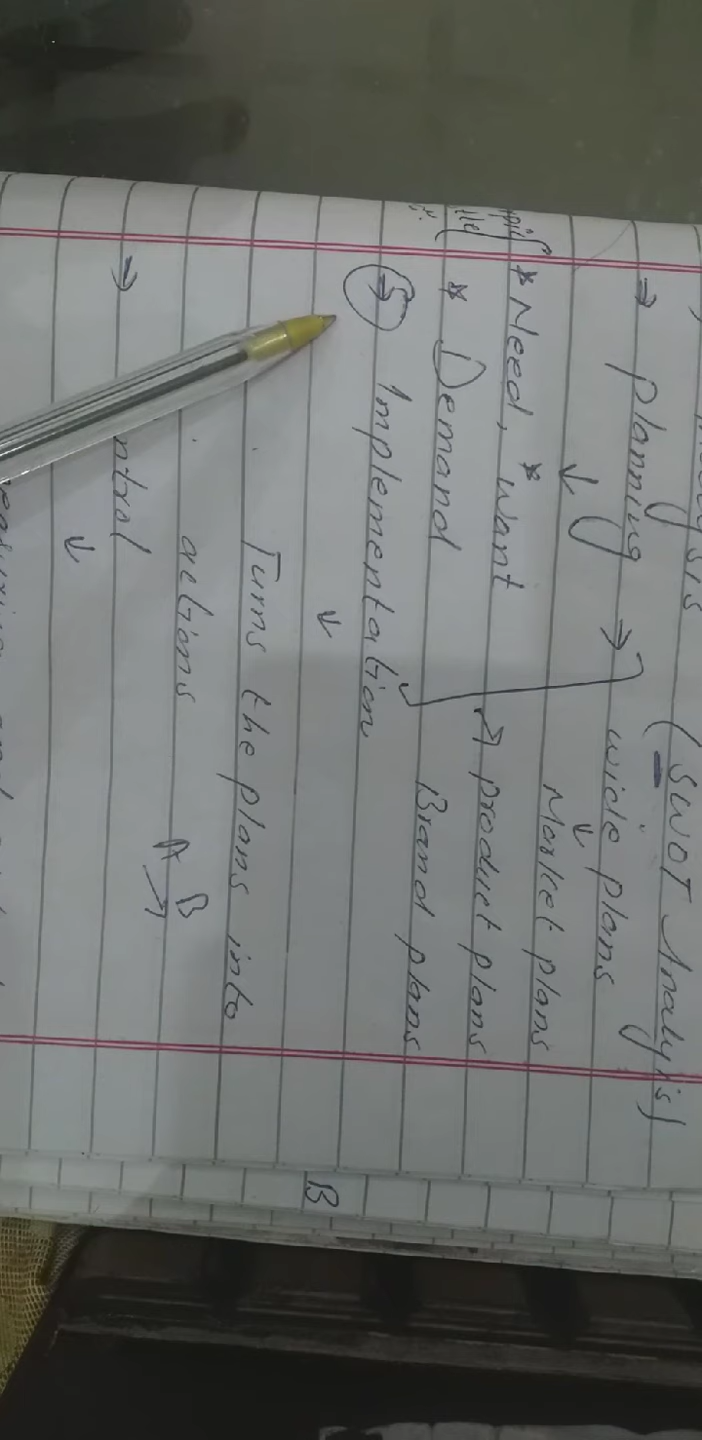 (SWOT Analysis)
→ planning → wide plans
↓ ↓ Market plans
* Need, * want → product plans
* Demand Brand plans
→ Implementation
↓
Turns the plans into
actions A → B
→ ntrol
↓
B